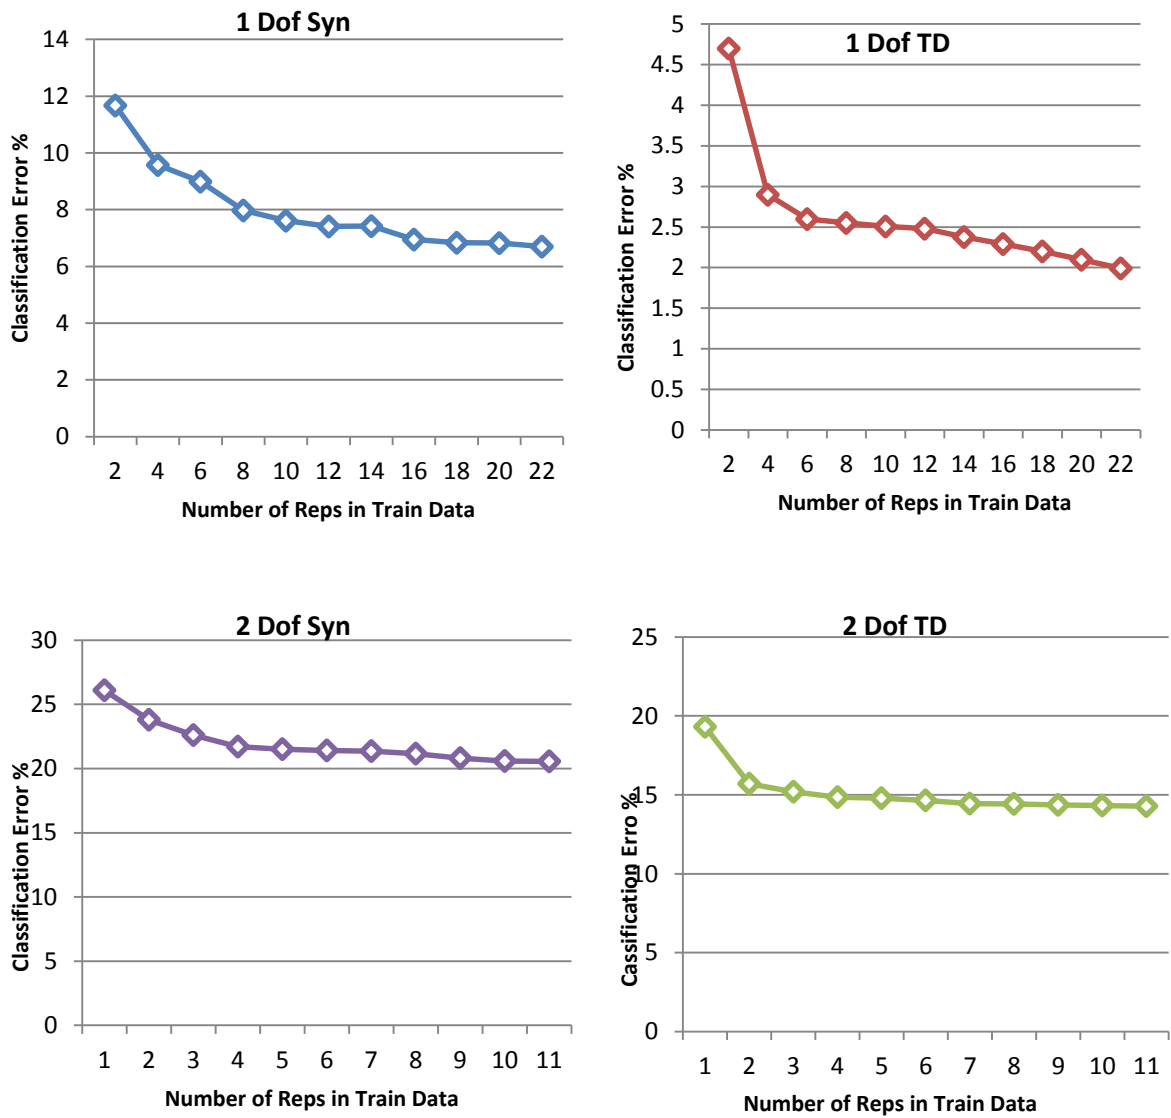 1 Dof Syn
14
12
10
8
6
4
2
0
Classification Error %
2 4 6 8 10 12 14 16 18 20 22
Number of Reps in Train Data
1 Dof TD
5
4.5
4
3.5
3
2.5
2
1.5
1
0.5
0
Classification Error %
2 4 6 8 10 12 14 16 18 20 22
Number of Reps in Train Data
2 Dof Syn
30
25
20
15
10
5
0
Classification Error %
1 2 3 4 5 6 7 8 9 10 11
Number of Reps in Train Data
2 Dof TD
25
20
15
10
5
0
Cassification Erro %
1 2 3 4 5 6 7 8 9 10 11
Number of Reps in Train Data